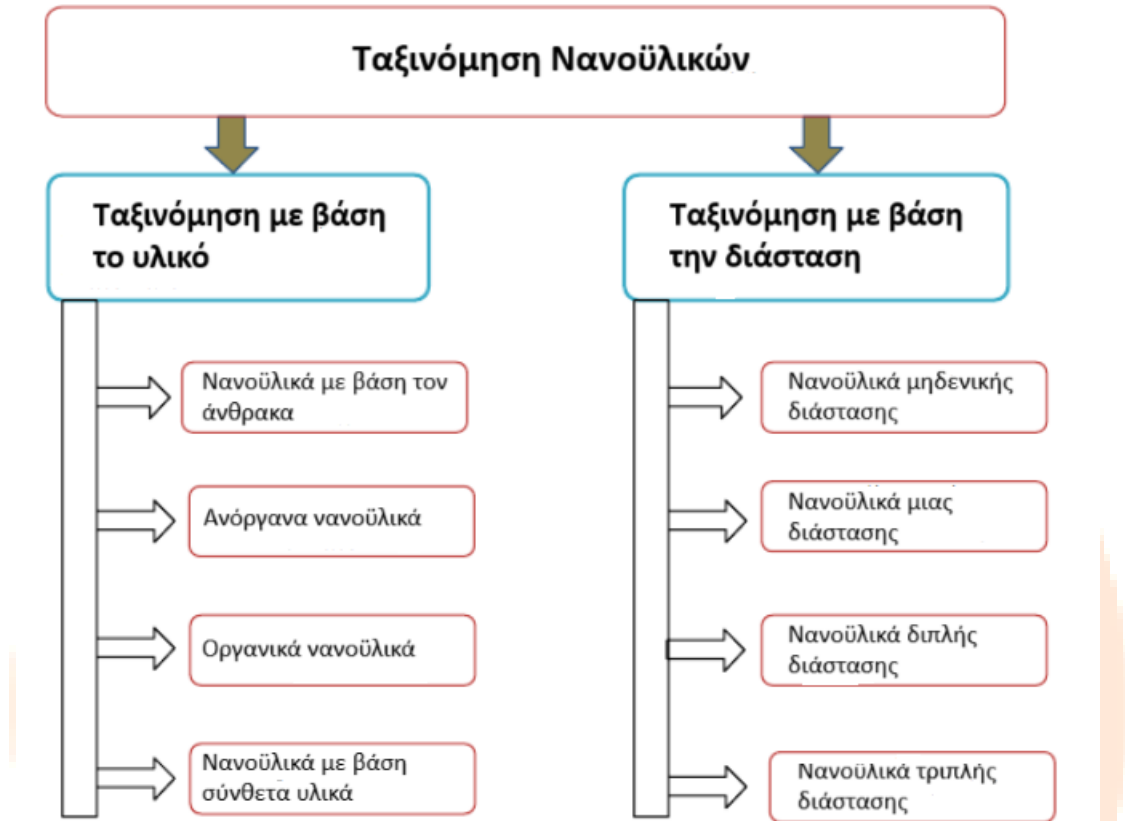 Ταξινόμηση Νανοϋλικών
Ταξινόμηση με βάση
το υλικό
Νανοϋλικά με βάση τον
άνθρακα
Ανόργανα νανοϋλικά
Οργανικά νανοϋλικά
Νανοϋλικά με βάση
σύνθετα υλικά
Ταξινόμηση με βάση
την διάσταση
Νανοϋλικά μηδενικής
διάστασης
Νανοϋλικά μιας
διάστασης
Νανοϋλικά διπλής
διάστασης
Νανοϋλικά τριπλής
διάστασης